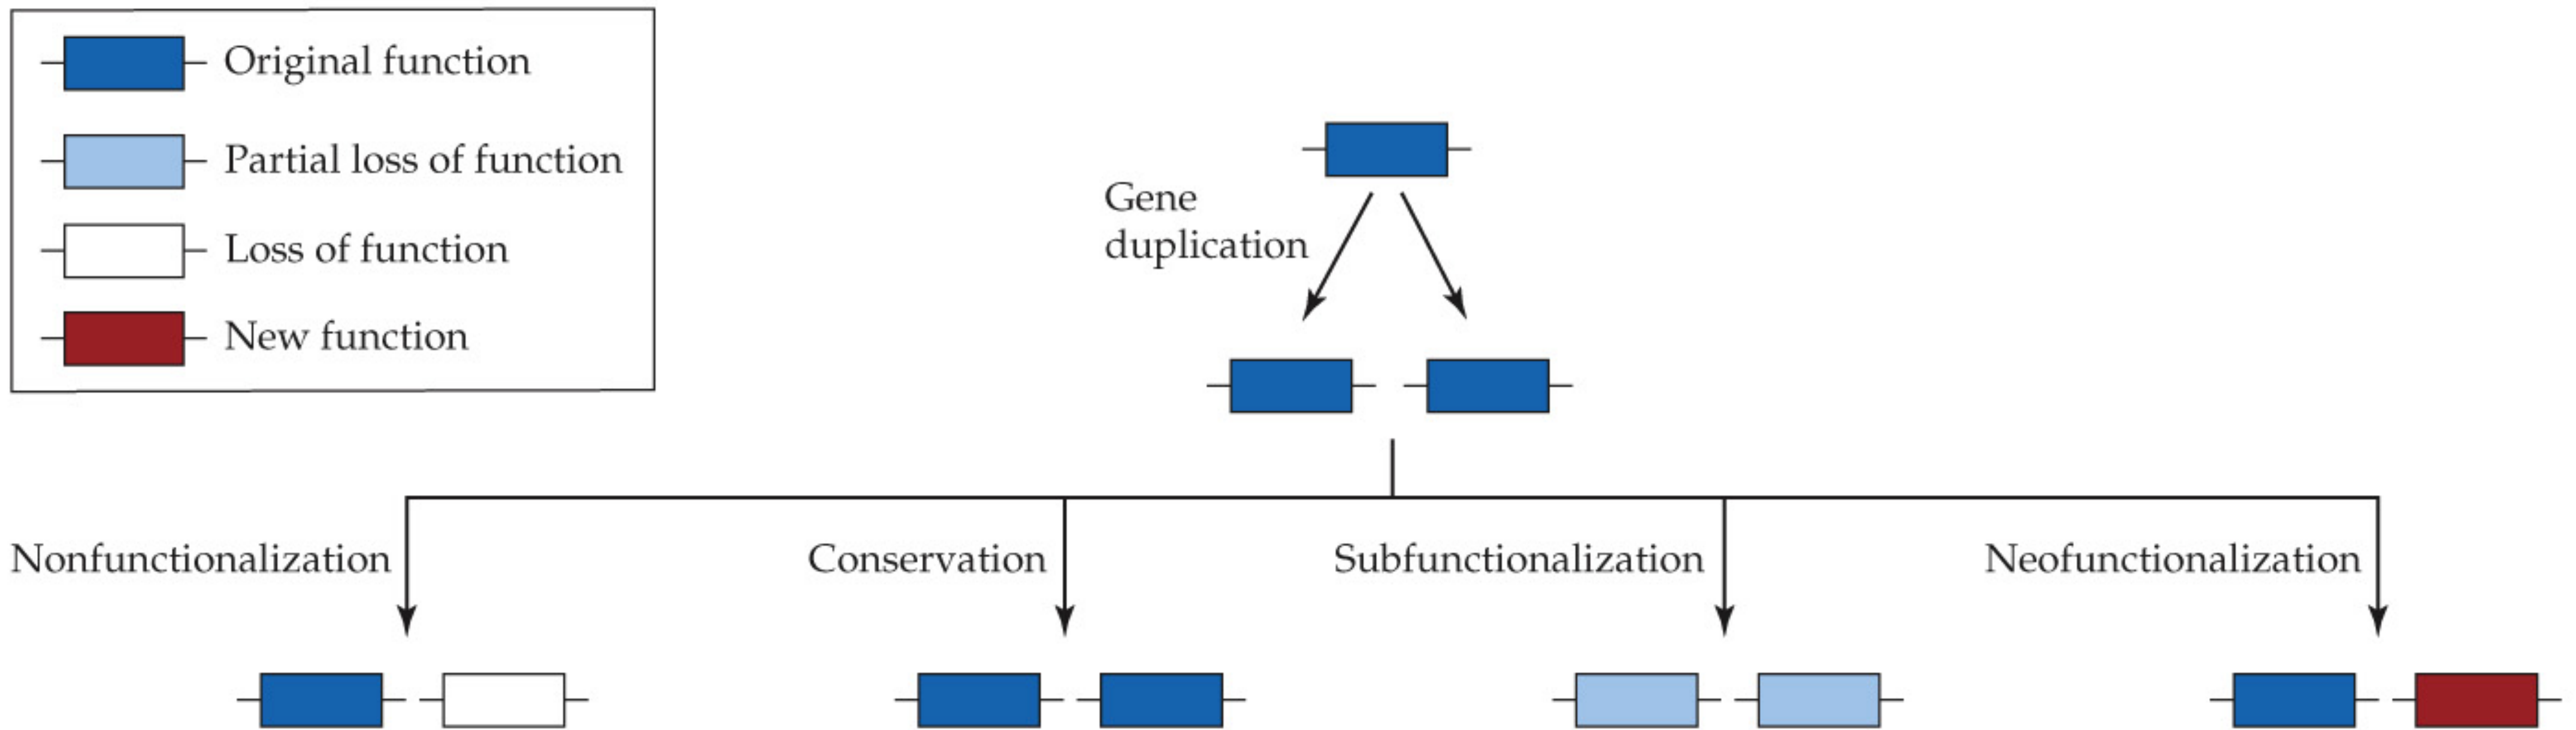 Original function
Partial loss of function
Loss of function
New function
Gene
duplication
Nonfunctionalization
Conservation
Subfunctionalization
Neofunctionalization